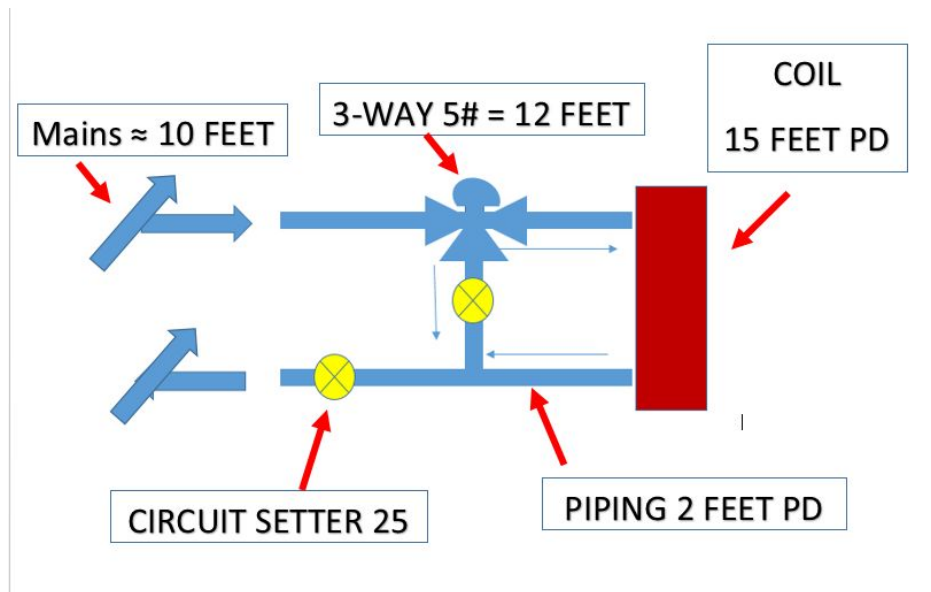 Mains ≈ 10 FEET
3-WAY 5# = 12 FEET
COIL
15 FEET PD
CIRCUIT SETTER 25
PIPING 2 FEET PD